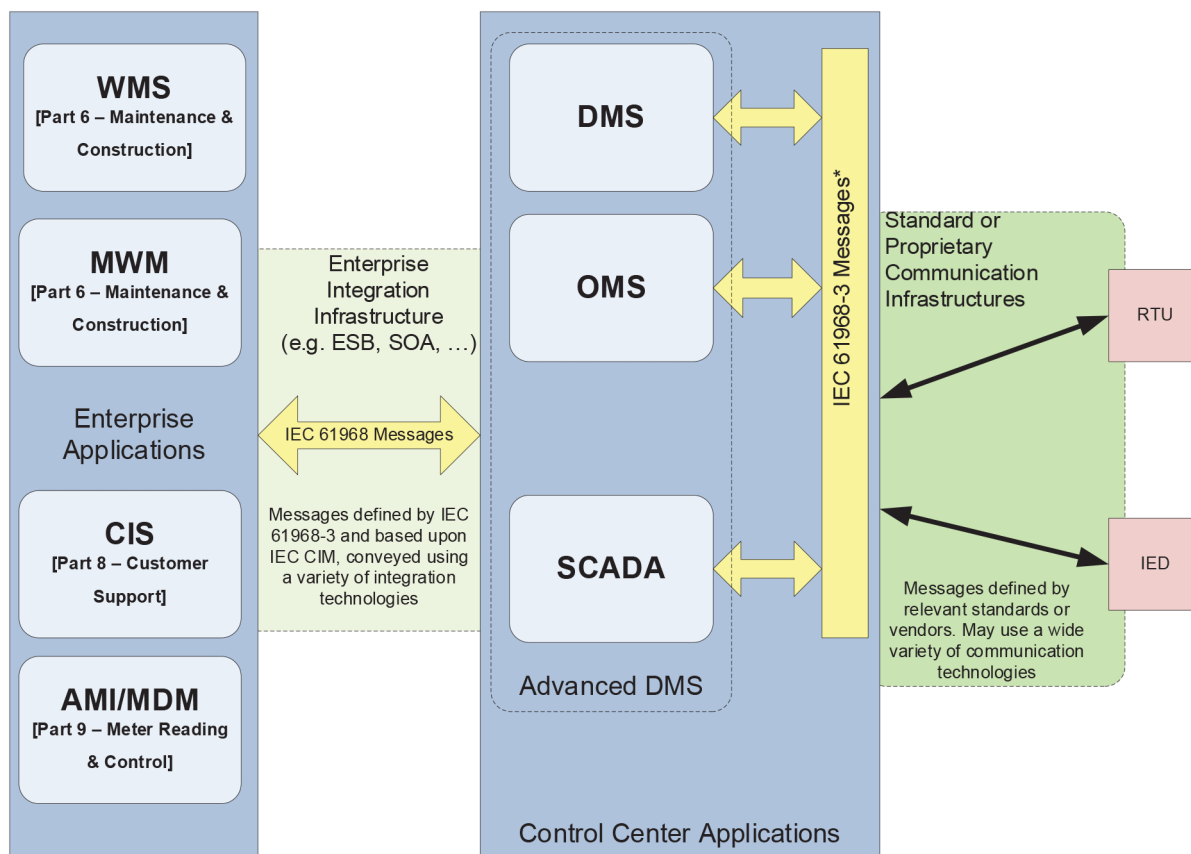 WMS
[Part 6 – Maintenance &
Construction]
MWM
[Part 6 – Maintenance &
Construction]
Enterprise
Applications
CIS
[Part 8 – Customer
Support]
AMI/MDM
[Part 9 – Meter Reading
& Control]
Enterprise
Integration
Infrastructure
(e.g. ESB, SOA, …)
IEC 61968 Messages
Messages defined by IEC
61968-3 and based upon
IEC CIM, conveyed using
a variety of integration
technologies
DMS
OMS
SCADA
Advanced DMS
Control Center Applications
IEC 61968-3 Messages*
Standard or
Proprietary
Communication
Infrastructures
RTU
IED
Messages defined by
relevant standards or
vendors. May use a wide
variety of communication
technologies